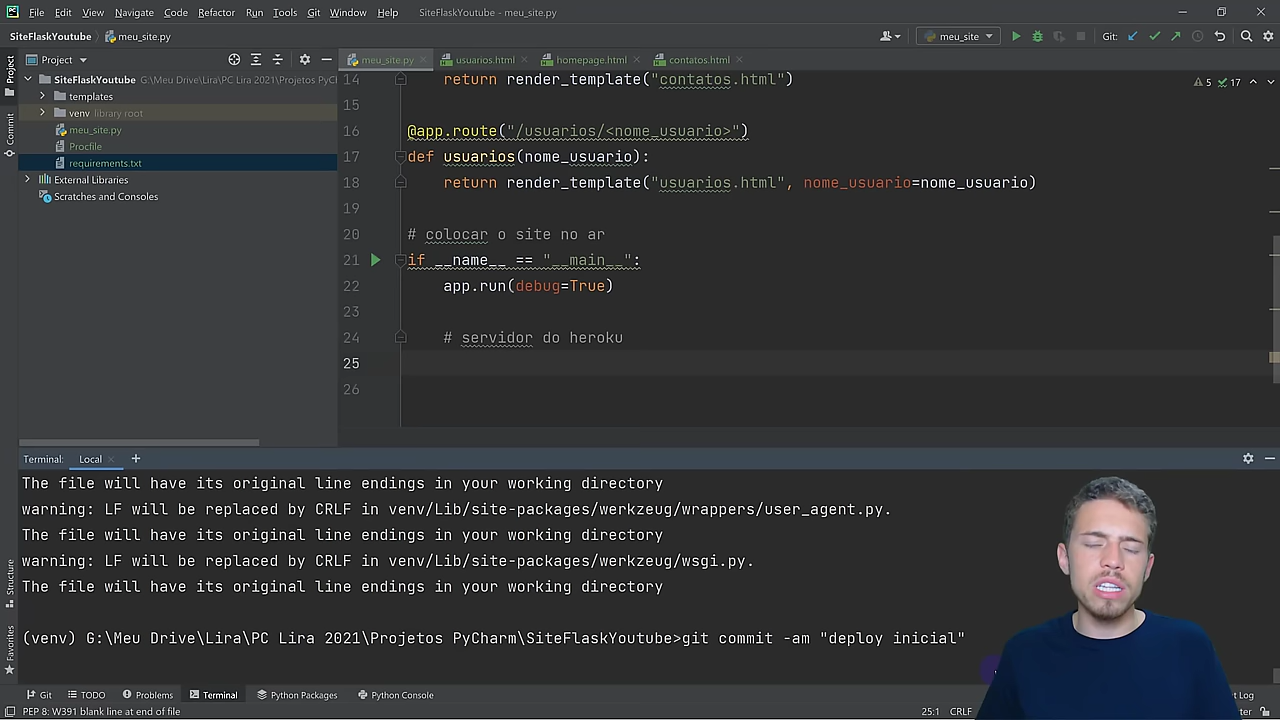 File Edit View Navigate Code Refactor Run Tools Git Window Help SiteFlaskYoutube - meu_site.py
SiteFlaskYoutube meu_site.py
meu_site
Git:
Project
meu_site.py
usuarios.html
homepage.html
contatos.html
SiteFlaskYoutube G:\Meu Drive\Lira\PC Lira 2021\Projetos PyCh
templates
venv library root
meu_site.py
Procfile
requirements.txt
External Libraries
Scratches and Consoles
Project
Commit
Structure
Favorites
5 17
14 return render_template("contatos.html")
15
16 @app.route("/usuarios/<nome_usuario>")
17 def usuarios(nome_usuario):
18 return render_template("usuarios.html", nome_usuario=nome_usuario)
19
20 # colocar o site no ar
21 if __name__ == "__main__":
22 app.run(debug=True)
23
24 # servidor do heroku
25
26
Terminal: Local
The file will have its original line endings in your working directory
warning: LF will be replaced by CRLF in venv/Lib/site-packages/werkzeug/wrappers/user_agent.py.
The file will have its original line endings in your working directory
warning: LF will be replaced by CRLF in venv/Lib/site-packages/werkzeug/wsgi.py.
The file will have its original line endings in your working directory
(venv) G:\Meu Drive\Lira\PC Lira 2021\Projetos PyCharm\SiteFlaskYoutube>git commit -am "deploy inicial"
Git TODO Problems Terminal Python Packages Python Console Log
PEP 8: W391 blank line at end of file 25:1 CRLF